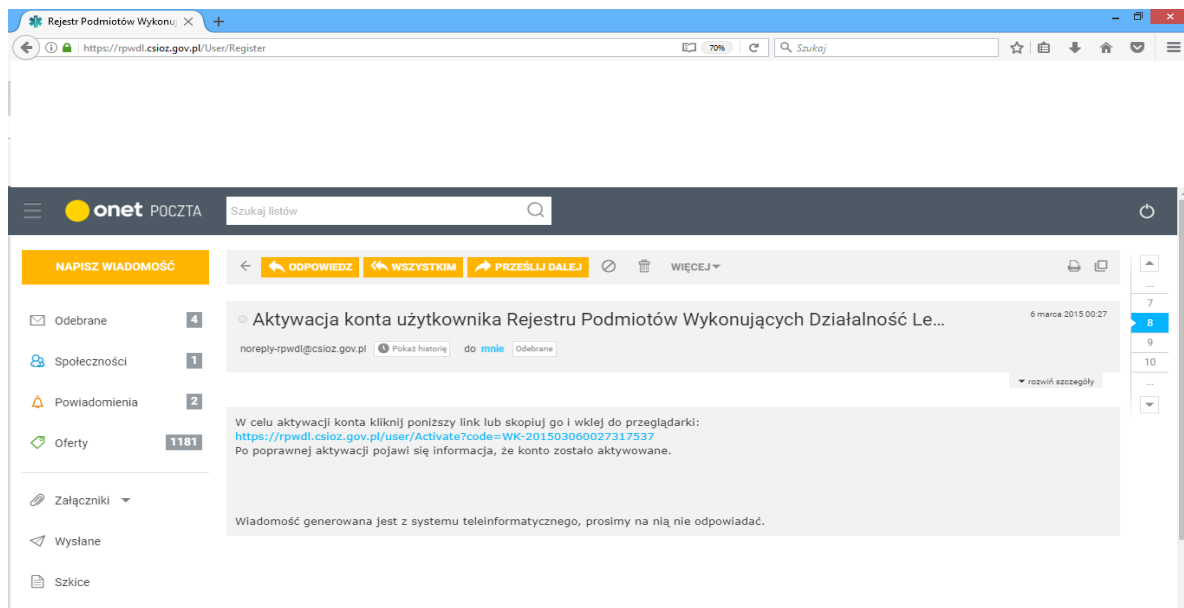 Rejestr Podmiotów Wykonuj
https://rpwdl.csioz.gov.pl/User/Register
70%
Szukaj
onet POCZTA
Szukaj listów
NAPISZ WIADOMOŚĆ
ODPOWIEDZ
WSZYSTKIM
PRZEŚLIJ DALEJ
WIĘCEJ
Odebrane 4
Społeczności 1
Powiadomienia 2
Oferty 1181
Załączniki
Wysłane
Szkice
Aktywacja konta użytkownika Rejestru Podmiotów Wykonujących Działalność Le...
6 marca 2015 00:27
noreply-rpwdl@csioz.gov.pl Pokaż historię do mnie Odebrane
rozwiń szczegóły
W celu aktywacji konta kliknij poniższy link lub skopiuj go i wklej do przeglądarki:
https://rpwdl.csioz.gov.pl/user/Activate?code=WK-201503060027317537
Po poprawnej aktywacji pojawi się informacja, że konto zostało aktywowane.
Wiadomość generowana jest z systemu teleinformatycznego, prosimy na nią nie odpowiadać.
...
7
8
9
10
...